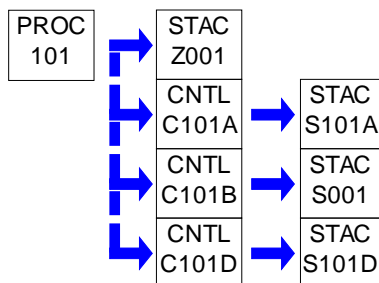 PROC
101
STAC
Z001
CNTL
C101A
STAC
S101A
CNTL
C101B
STAC
S001
CNTL
C101D
STAC
S101D